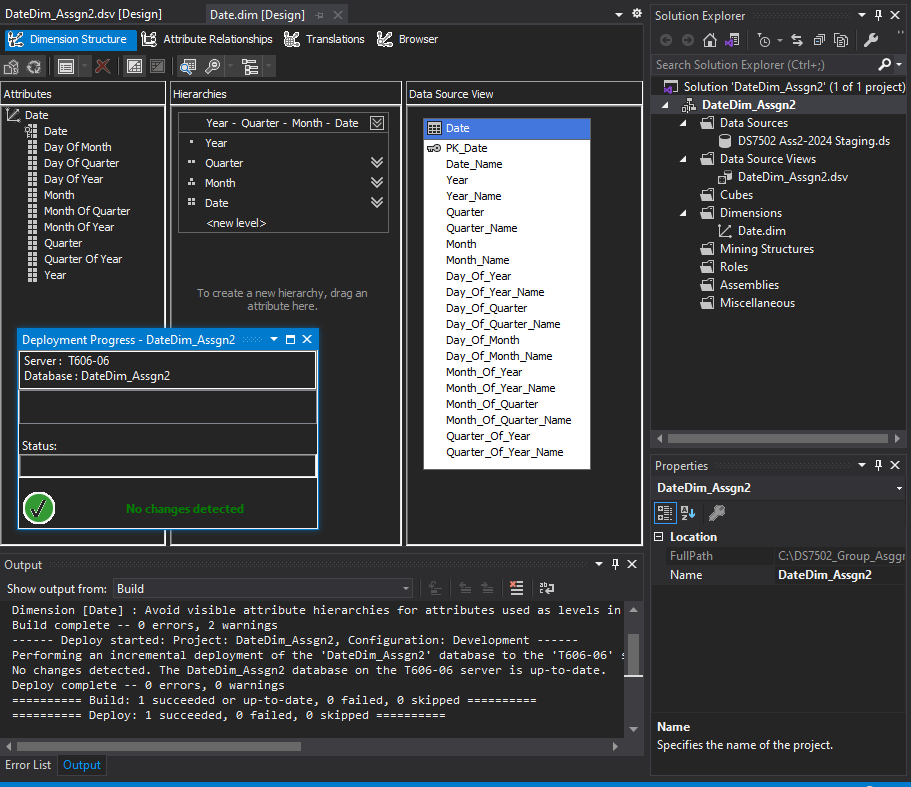 DateDim_Assgn2.dsv [Design]
Date.dim [Design]
Dimension Structure
Attribute Relationships
Translations
Browser
Attributes
Date
Date
Day Of Month
Day Of Quarter
Day Of Year
Month
Month Of Quarter
Month Of Year
Quarter
Quarter Of Year
Year
Hierarchies
Year - Quarter - Month - Date
Year
Quarter
Month
Date
<new level>
To create a new hierarchy, drag an
attribute here.
Data Source View
Date
PK_Date
Date_Name
Year
Year_Name
Quarter
Quarter_Name
Month
Month_Name
Day_Of_Year
Day_Of_Year_Name
Day_Of_Quarter
Day_Of_Quarter_Name
Day_Of_Month
Day_Of_Month_Name
Month_Of_Year
Month_Of_Year_Name
Month_Of_Quarter
Month_Of_Quarter_Name
Quarter_Of_Year
Quarter_Of_Year_Name
Deployment Progress - DateDim_Assgn2
Server : T606-06
Database : DateDim_Assgn2
Status:
No changes detected
Output
Show output from: Build
Dimension [Date] : Avoid visible attribute hierarchies for attributes used as levels in
Build complete -- 0 errors, 2 warnings
------ Deploy started: Project: DateDim_Assgn2, Configuration: Development ------
Performing an incremental deployment of the 'DateDim_Assgn2' database to the 'T606-06' s
No changes detected. The DateDim_Assgn2 database on the T606-06 server is up-to-date.
Deploy complete -- 0 errors, 0 warnings
========== Build: 1 succeeded or up-to-date, 0 failed, 0 skipped ==========
========== Deploy: 1 succeeded, 0 failed, 0 skipped ==========
Error List
Output
Solution Explorer
Search Solution Explorer (Ctrl+;)
Solution 'DateDim_Assgn2' (1 of 1 project)
DateDim_Assgn2
Data Sources
DS7502 Ass2-2024 Staging.ds
Data Source Views
DateDim_Assgn2.dsv
Cubes
Dimensions
Date.dim
Mining Structures
Roles
Assemblies
Miscellaneous
Properties
DateDim_Assgn2
Location
FullPath C:\DS7502_Group_Asggn
Name DateDim_Assgn2
Name
Specifies the name of the project.